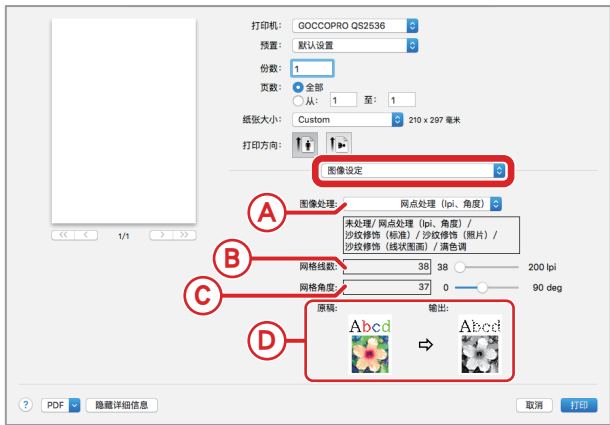 打印机: GOCCOPRO QS2536
预置: 默认设置
份数: 1
页数: 全部
从: 1 至: 1
纸张大小: Custom 210 x 297 毫米
打印方向:
图像设定
A 图像处理: 网点处理（lpi、角度）
未处理/ 网点处理（lpi、角度）/
沙纹修饰（标准）/ 沙纹修饰（照片）/
沙纹修饰（线状图画）/ 满色调
<< < 1/1 > >>
B 网格线数: 38 38 200 lpi
C 网格角度: 37 0 90 deg
原稿: 输出:
D Abcd Abcd
? PDF 隐藏详细信息 取消 打印